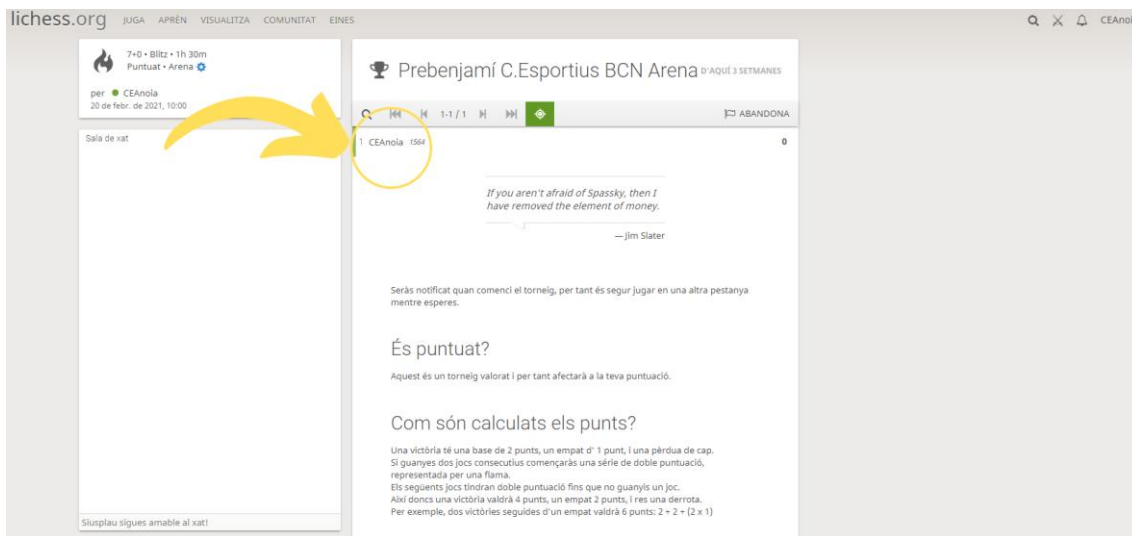 lichess.org JUGA APRÈN VISUALITZA COMUNITAT EINES CEAnoi
7+0 • Blitz • 1h 30m
Puntuat • Arena
per CEAnoia
20 de febr. de 2021, 10:00
Sala de xat
Siusplau sigues amable al xat!
Prebenjamí C.Esportius BCN Arena D'AQUÍ 3 SETMANES
1-1 / 1 ABANDONA
1 CEAnoia 1564 0
If you aren't afraid of Spassky, then I
have removed the element of money.
— Jim Slater
Seràs notificat quan comenci el torneig, per tant és segur jugar en una altra pestanya
mentre esperes.
És puntuat?
Aquest és un torneig valorat i per tant afectarà a la teva puntuació.
Com són calculats els punts?
Una victòria té una base de 2 punts, un empat d' 1 punt, i una pèrdua de cap.
Si guanyes dos jocs consecutius començaràs una sèrie de doble puntuació,
representada per una flama.
Els següents jocs tindran doble puntuació fins que no guanyis un joc.
Així doncs una victòria valdrà 4 punts, un empat 2 punts, i res una derrota.
Per exemple, dos victòries seguides d'un empat valdrà 6 punts: 2 + 2 + (2 x 1)